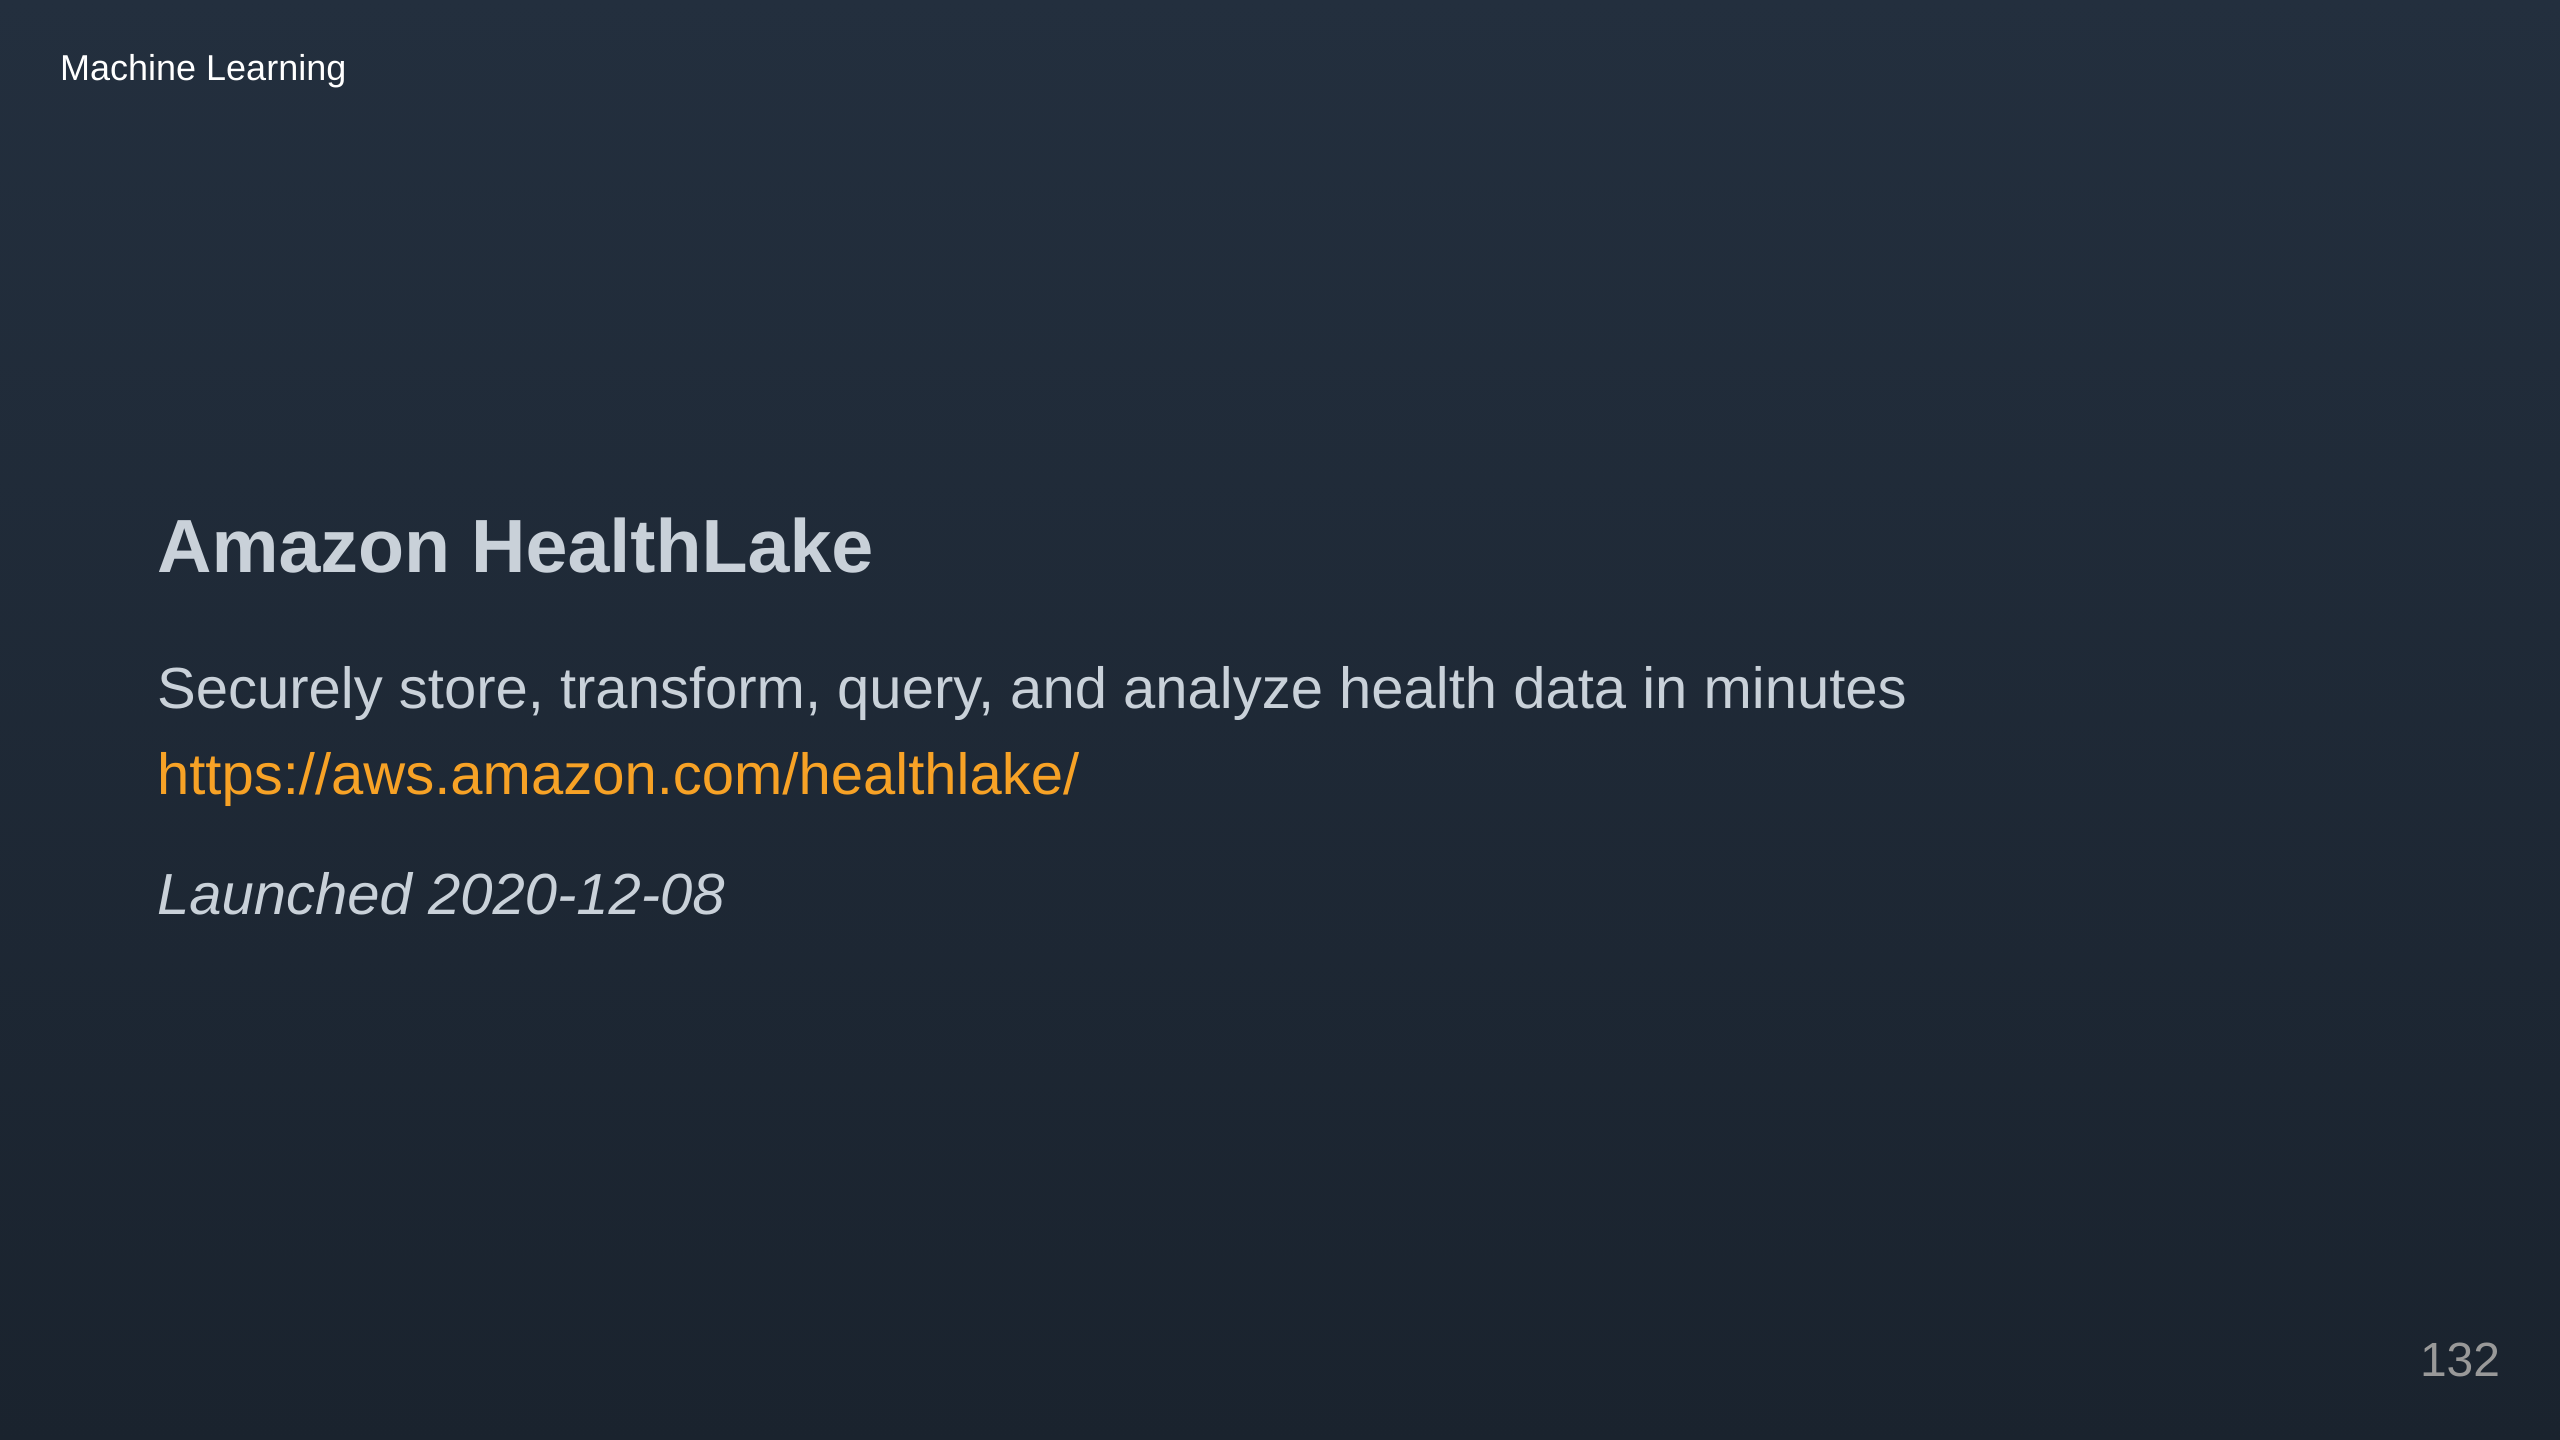 Machine Learning
Amazon HealthLake
Securely store, transform, query, and analyze health data in minutes
https://aws.amazon.com/healthlake/
Launched 2020-12-08
132